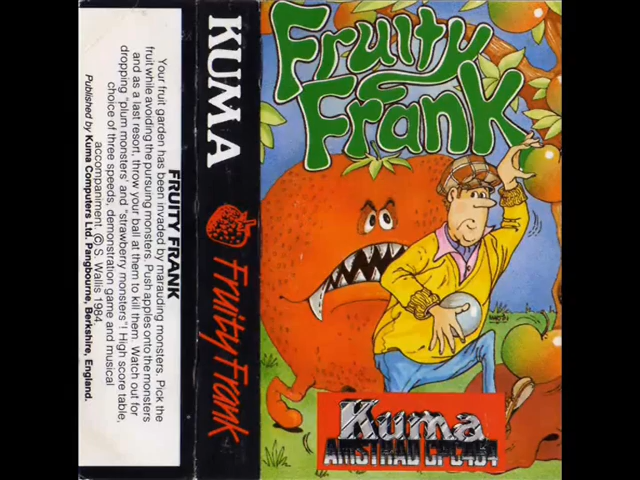 FRUITY FRANK
Your fruit garden has been invaded by marauding monsters. Pick the
fruit while avoiding the pursuing monsters. Push apples onto the monsters
and as a last resort, throw your ball at them to kill them. Watch out for
dropping "plum monsters" and "strawberry monsters"! High score table,
choice of three speeds, demonstration game and musical
accompaniment. © S. Wallis 1984
Published by Kuma Computers Ltd. Pangbourne, Berkshire, England.
KUMA
Fruity Frank
Fruity
Frank
Kuma
AMSTRAD CPC464